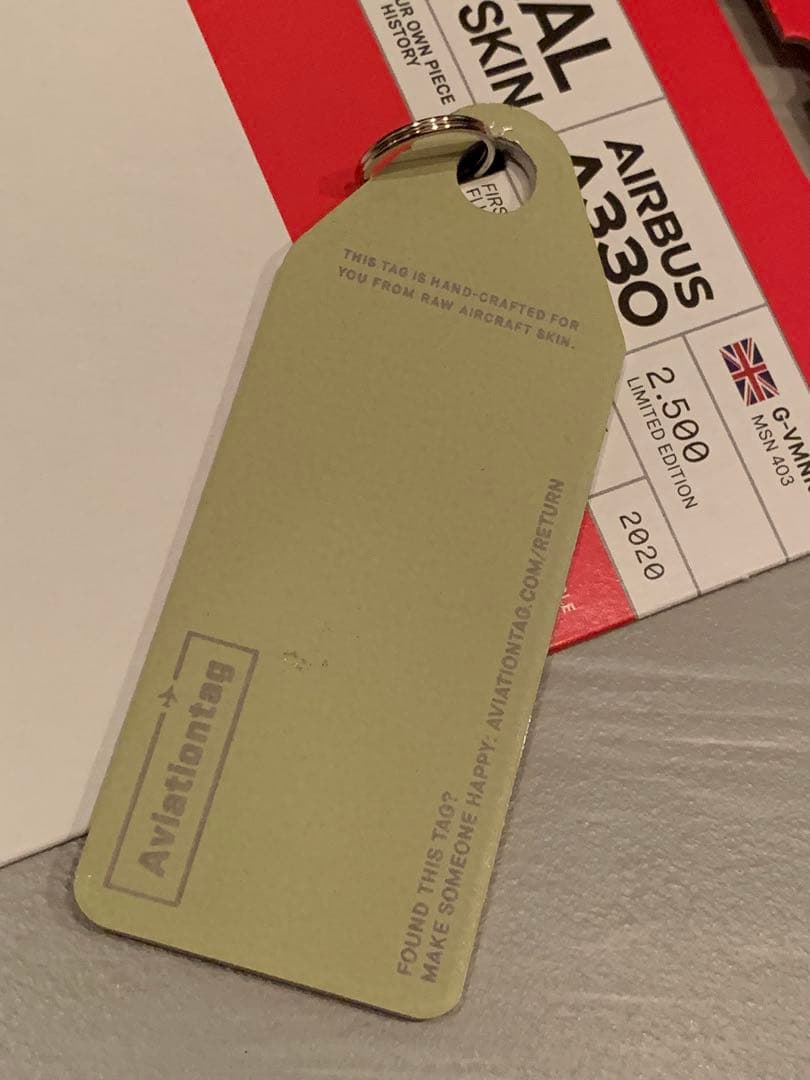 AL
SKIN
UR OWN PIECE
HISTORY
AIRBUS
A330
2.500
LIMITED EDITION
G-VMN
MSN 403
2020
THIS TAG IS HAND-CRAFTED FOR
YOU FROM RAW AIRCRAFT SKIN.
Aviationtag
FOUND THIS TAG?
MAKE SOMEONE HAPPY: AVIATIONTAG.COM/RETURN